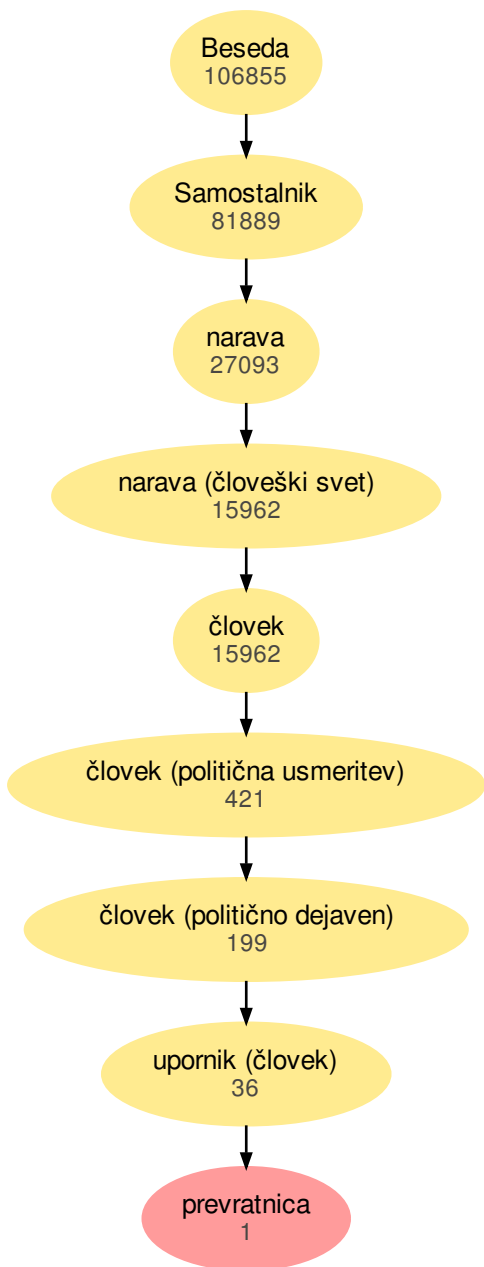 Beseda
106855
Samostalnik
81889
narava
27093
narava (človeški svet)
15962
človek
15962
človek (politična usmeritev)
421
človek (politično dejaven)
199
upornik (človek)
36
prevratnica
1